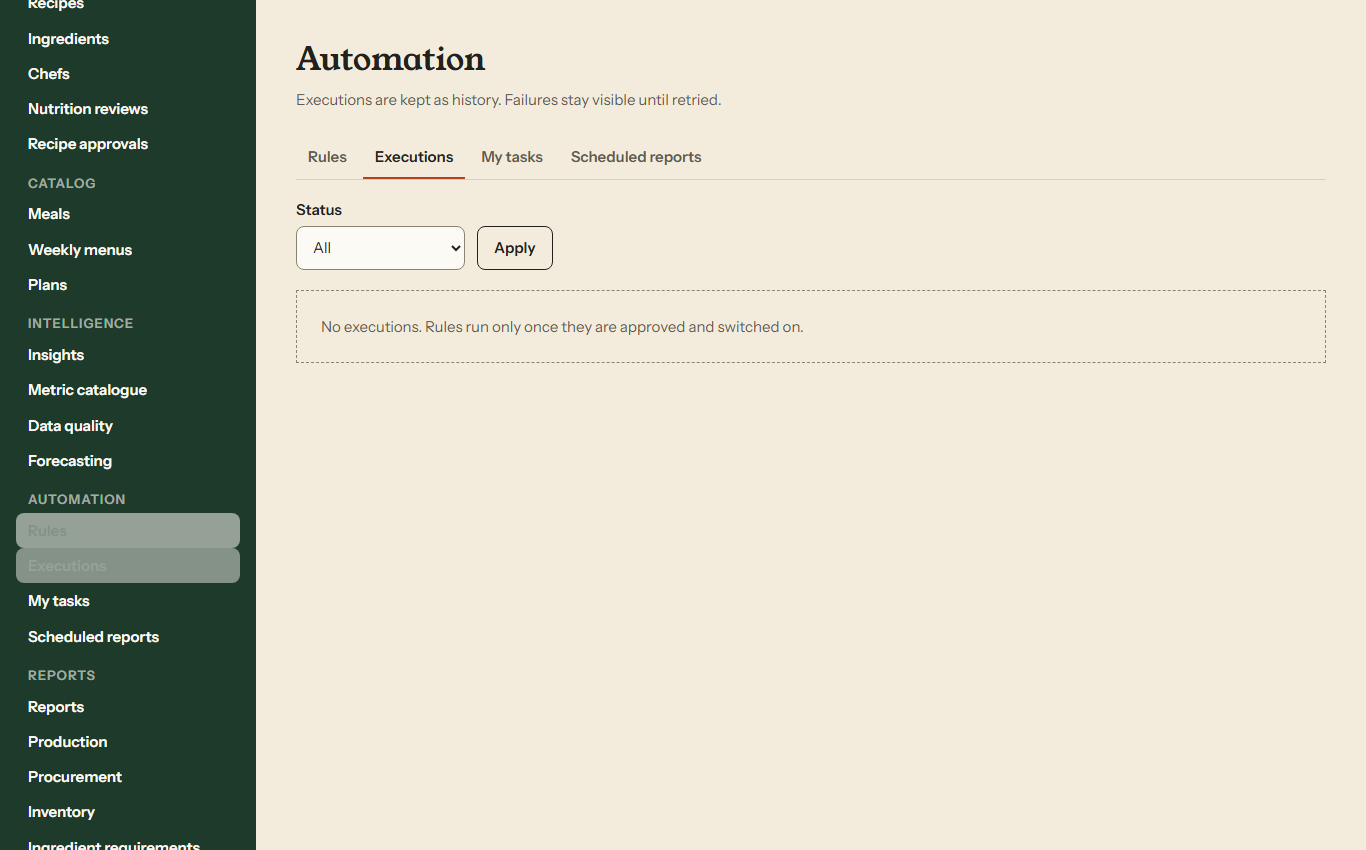 Recipes
Ingredients
Chefs
Nutrition reviews
Recipe approvals
CATALOG
Meals
Weekly menus
Plans
INTELLIGENCE
Insights
Metric catalogue
Data quality
Forecasting
AUTOMATION
Rules
Executions
My tasks
Scheduled reports
REPORTS
Reports
Production
Procurement
Inventory
Ingredient requirements
Automation
Executions are kept as history. Failures stay visible until retried.
Rules Executions My tasks Scheduled reports
Status
All Apply
No executions. Rules run only once they are approved and switched on.